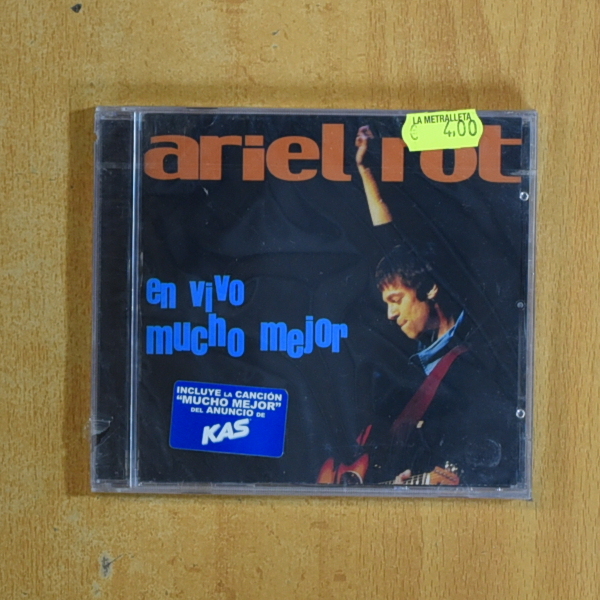 LA METRALLETA
€ 4,00
ariel rot
en vivo
mucho mejor
INCLUYE LA CANCIÓN
"MUCHO MEJOR"
DEL ANUNCIO DE
KAS